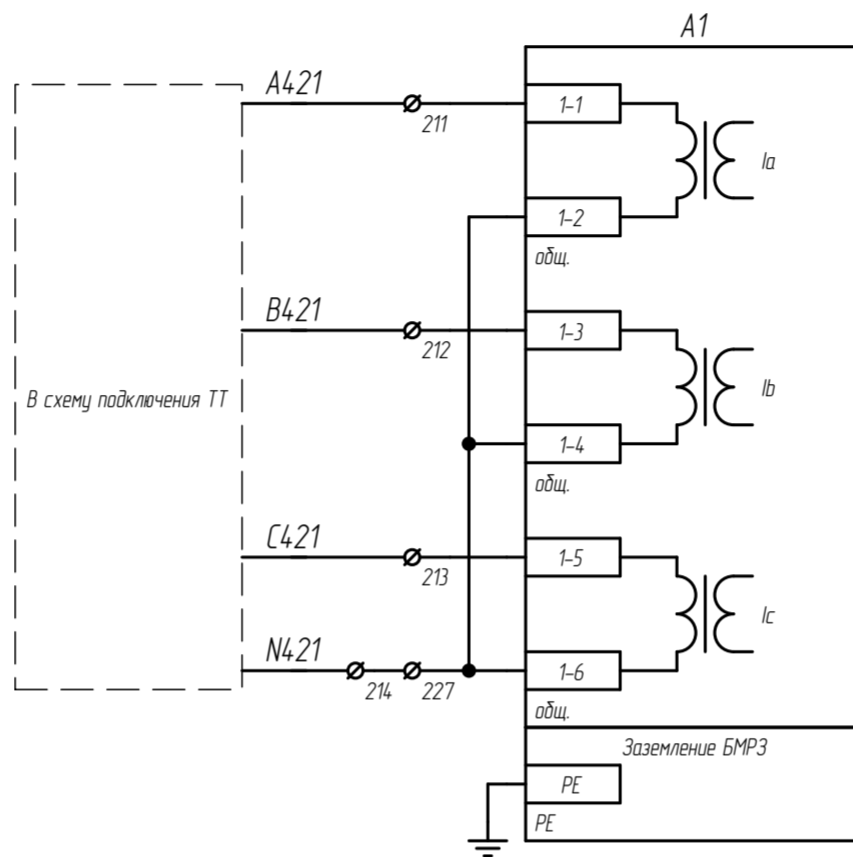 A1
A421
211
1-1
Ia
1-2
общ.
B421
212
1-3
Ib
В схему подключения ТТ
1-4
общ.
C421
213
1-5
Ic
N421
214
227
1-6
общ.
Заземление БМРЗ
PE
PE